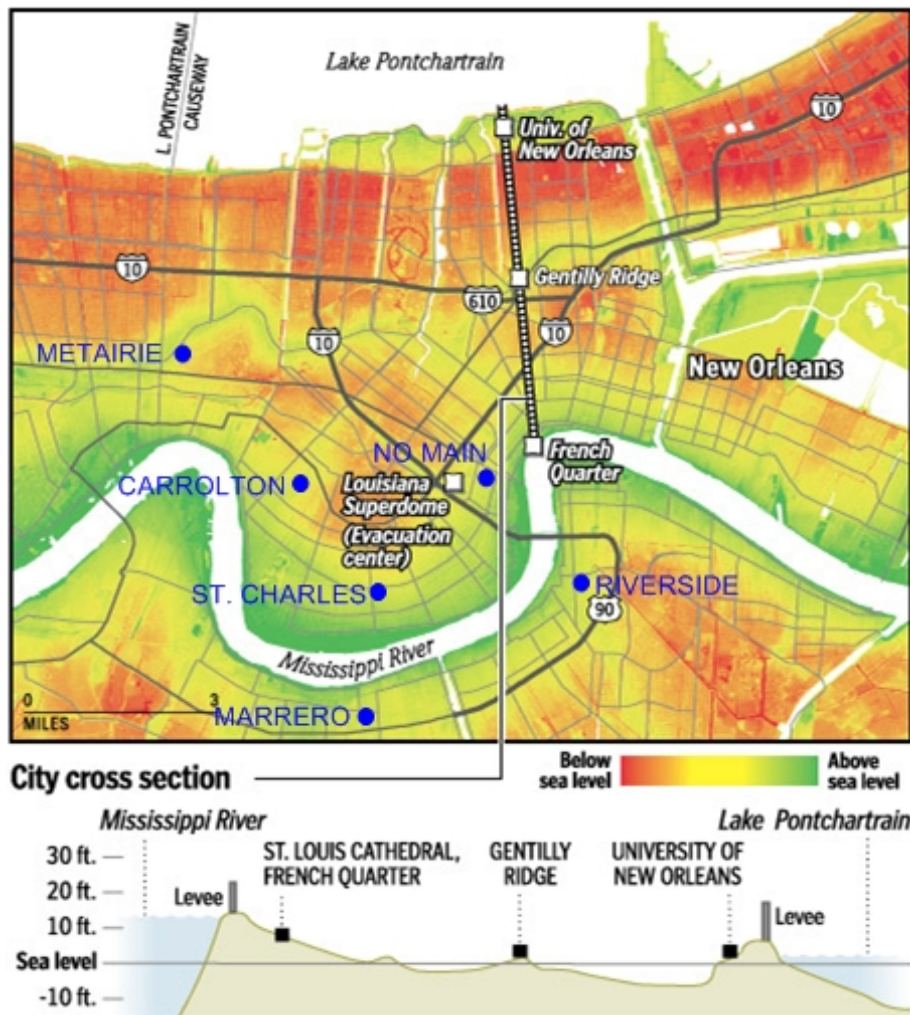 Lake Pontchartrain
L. PONTCHARTRAIN
CAUSEWAY
10
Univ. of
New Orleans
10
Gentilly Ridge
610
10
10
METAIRIE
New Orleans
NO MAIN
French
Quarter
CARROLTON
Louisiana
Superdome
(Evacuation
center)
ST. CHARLES
RIVERSIDE
90
Mississippi River
0
3
MILES
MARRERO
City cross section
Below
sea level
Above
sea level
Mississippi River
Lake Pontchartrain
30 ft.
20 ft.
10 ft.
Sea level
-10 ft.
Levee
ST. LOUIS CATHEDRAL,
FRENCH QUARTER
GENTILLY
RIDGE
UNIVERSITY OF
NEW ORLEANS
Levee